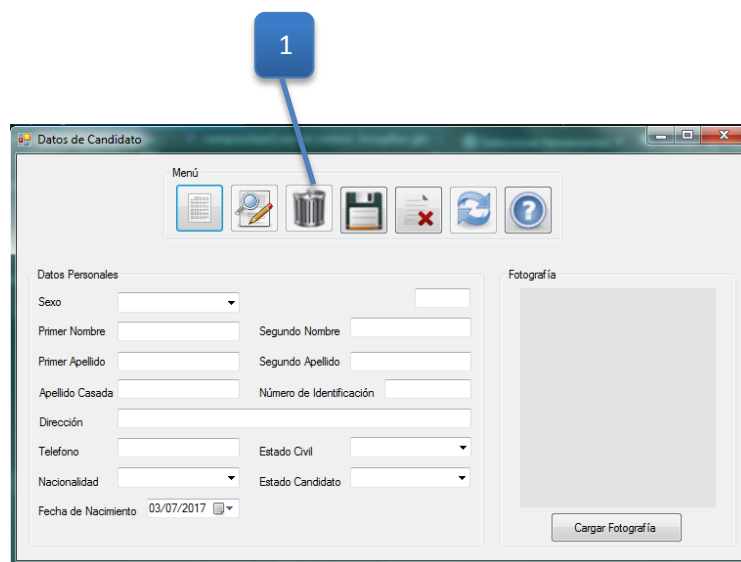 1
Datos de Candidato
Menú
Datos Personales
Fotografía
Sexo
Primer Nombre Segundo Nombre
Primer Apellido Segundo Apellido
Apellido Casada Número de Identificación
Dirección
Telefono Estado Civil
Nacionalidad Estado Candidato
Fecha de Nacimiento 03/07/2017
Cargar Fotografía